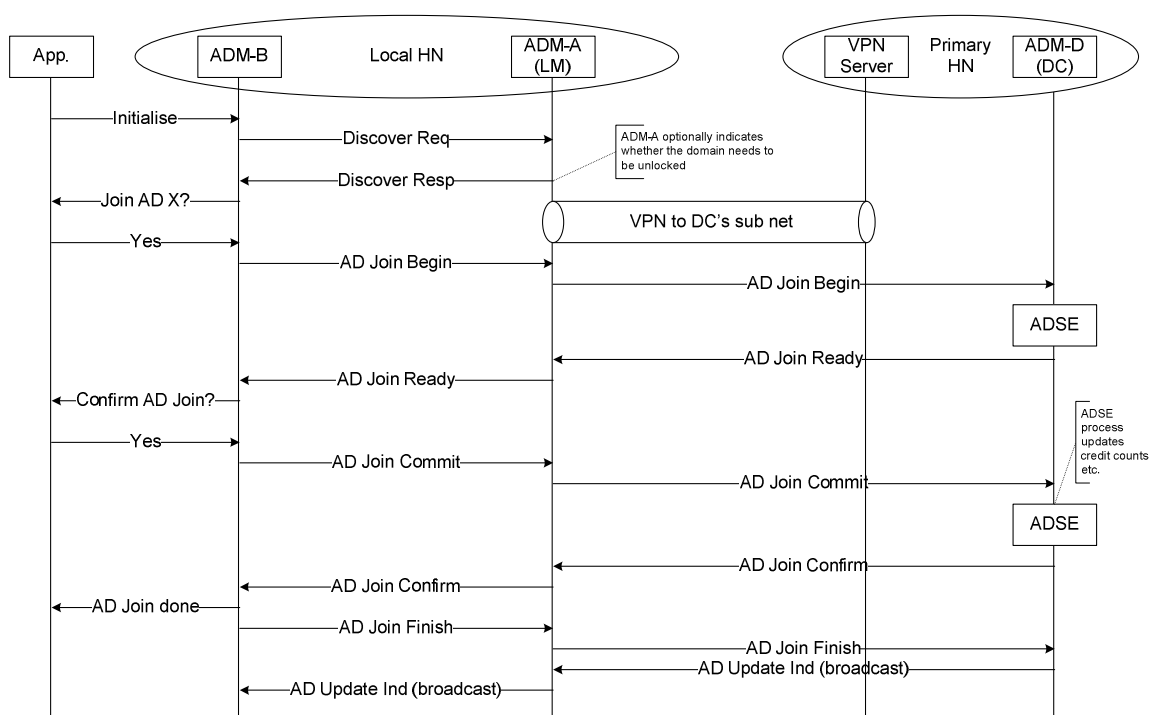 App.
ADM-B
Local HN
ADM-A
(LM)
VPN
Server
Primary
HN
ADM-D
(DC)
Initialise
Discover Req
ADM-A optionally indicates
whether the domain needs to
be unlocked
Discover Resp
Join AD X?
VPN to DC's sub net
Yes
AD Join Begin
AD Join Begin
ADSE
AD Join Ready
AD Join Ready
Confirm AD Join?
ADSE
process
updates
credit counts
etc.
Yes
AD Join Commit
AD Join Commit
ADSE
AD Join Confirm
AD Join Confirm
AD Join done
AD Join Finish
AD Join Finish
AD Update Ind (broadcast)
AD Update Ind (broadcast)